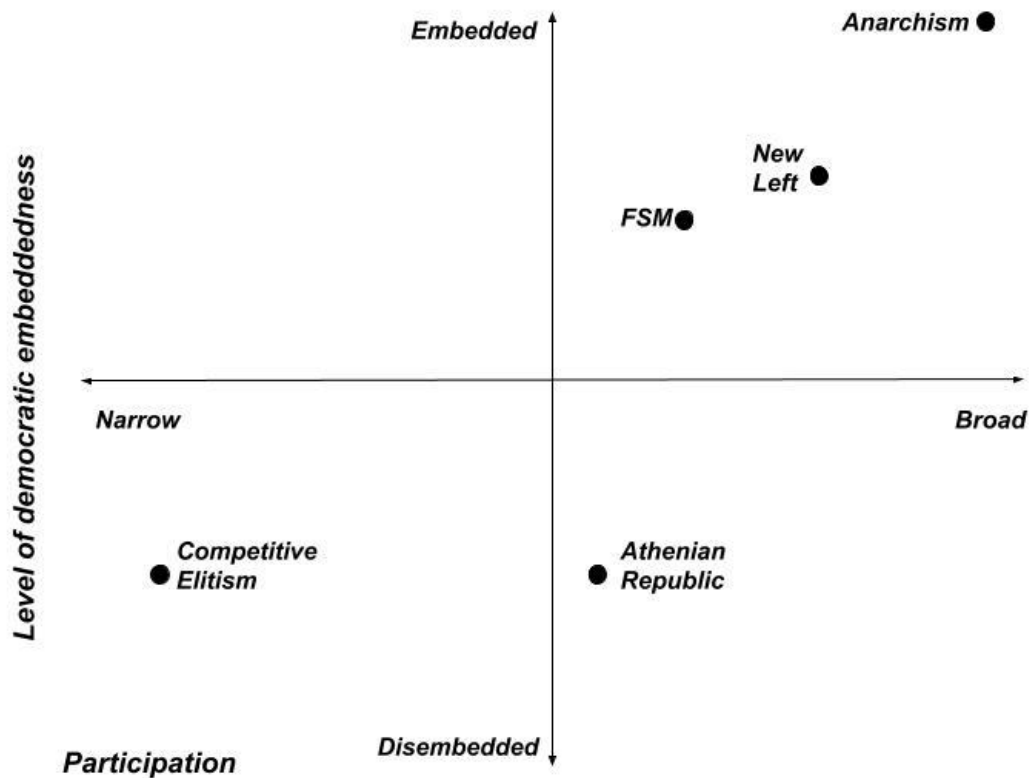 Embedded
Anarchism
New
Left
FSM
Level of democratic embeddedness
Narrow
Broad
Competitive
Elitism
Athenian
Republic
Disembedded
Participation